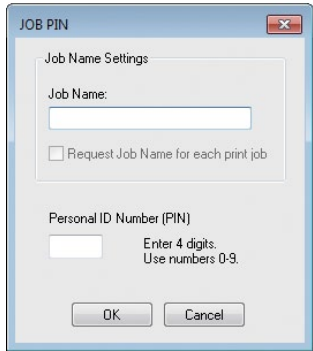 JOB PIN
Job Name Settings
Job Name:
Request Job Name for each print job
Personal ID Number (PIN)
Enter 4 digits.
Use numbers 0-9.
OK Cancel